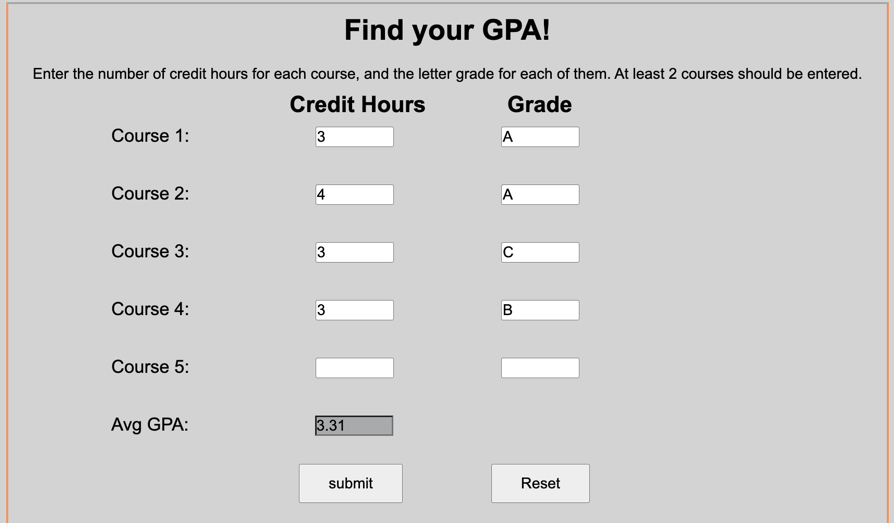 Find your GPA!
Enter the number of credit hours for each course, and the letter grade for each of them. At least 2 courses should be entered.
Credit Hours Grade
Course 1: 3 A
Course 2: 4 A
Course 3: 3 C
Course 4: 3 B
Course 5:
Avg GPA: 3.31
submit Reset